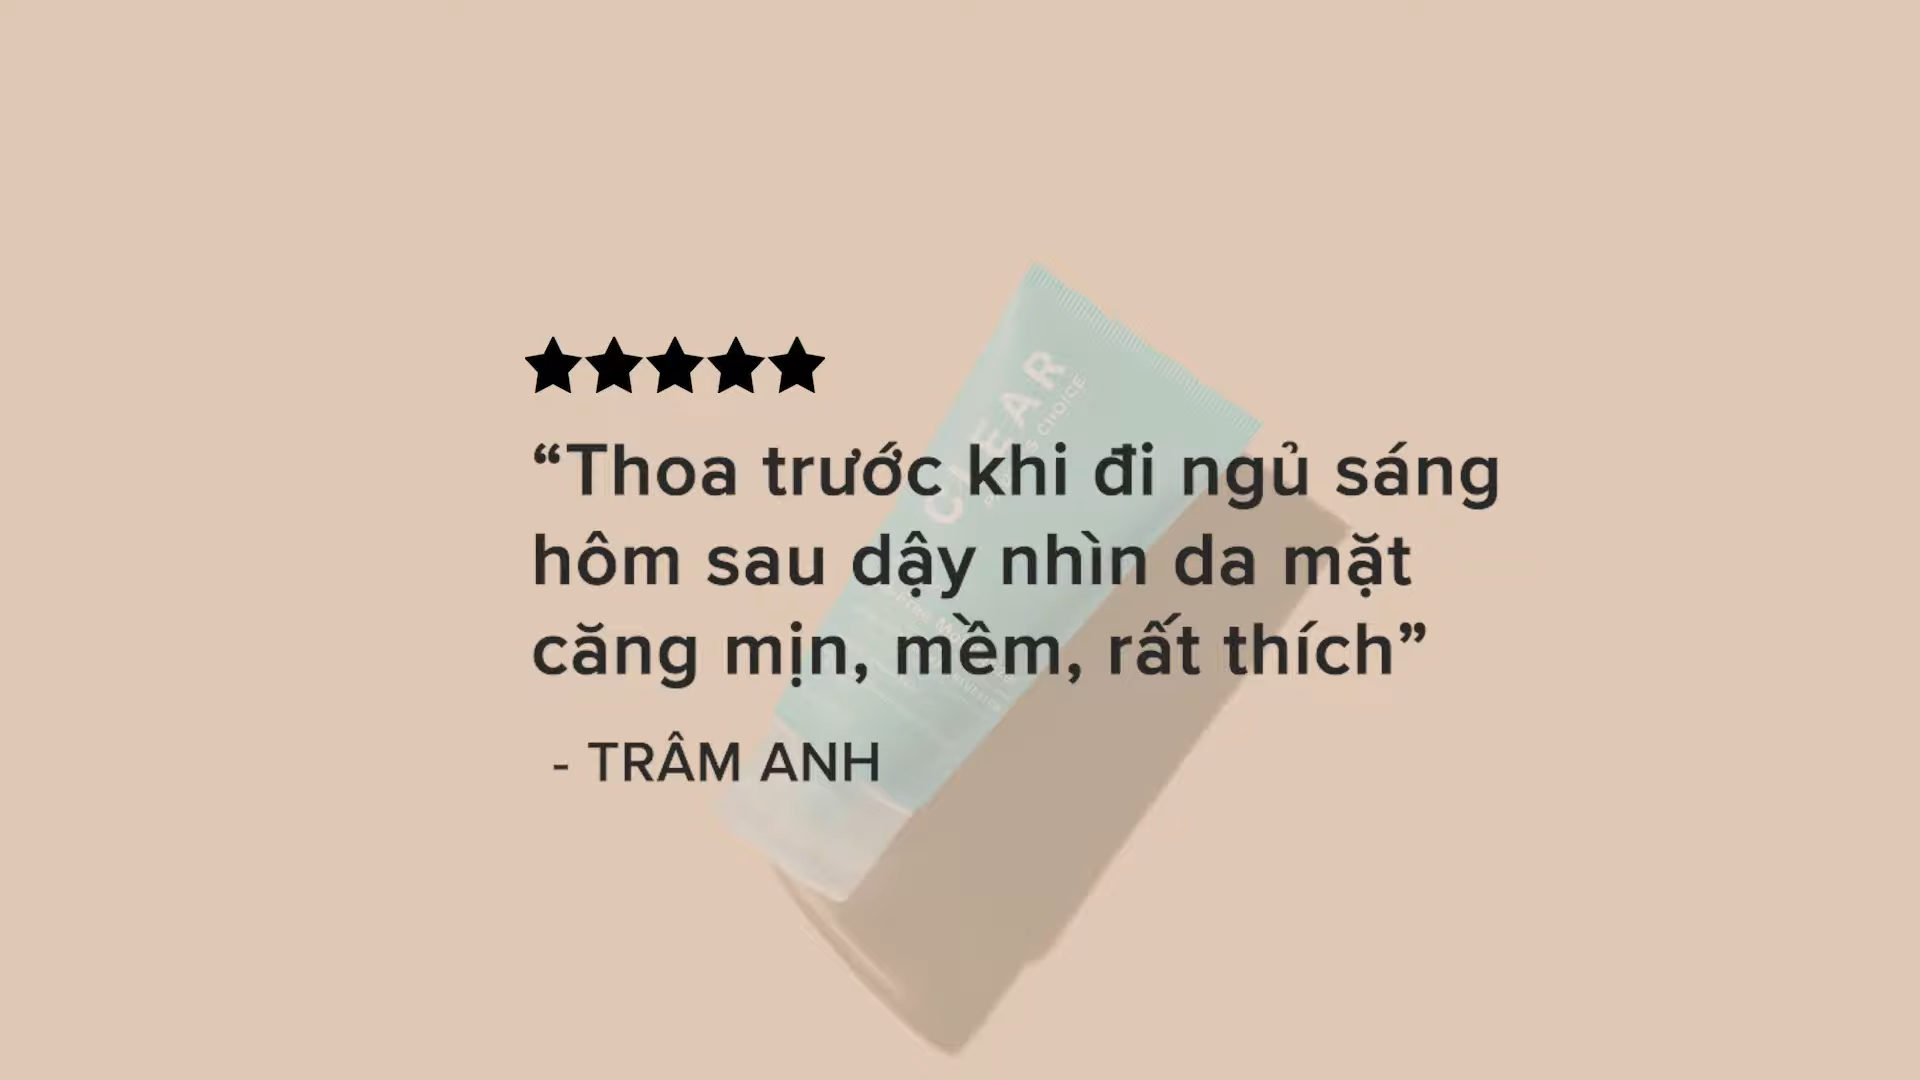 “Thoa trước khi đi ngủ sáng
hôm sau dậy nhìn da mặt
căng mịn, mềm, rất thích”
- TRÂM ANH
CLEAR